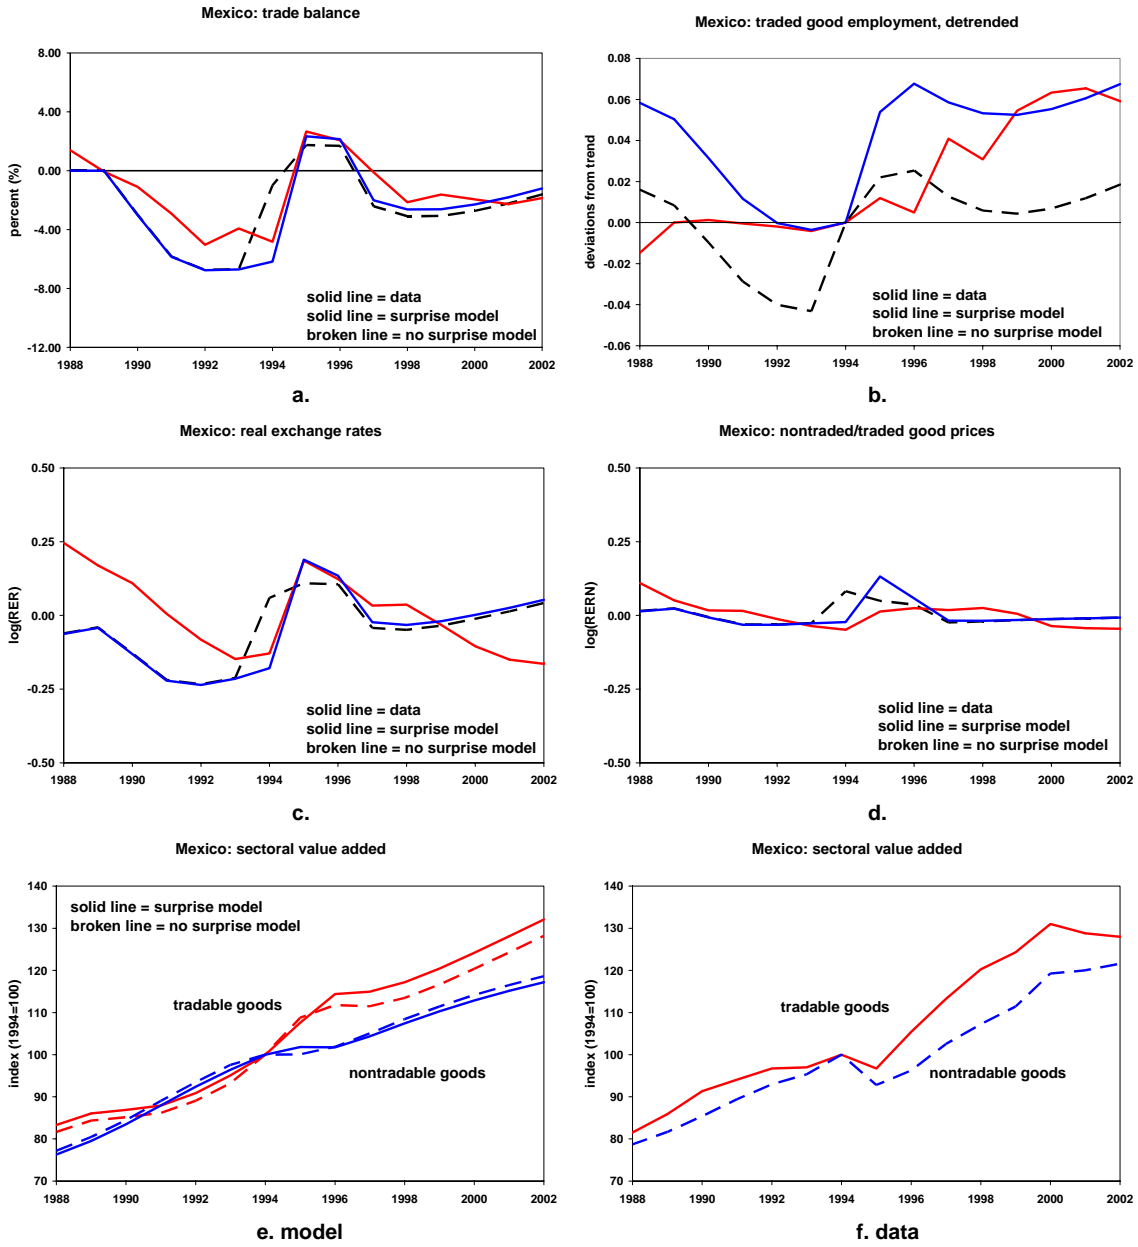 Mexico: trade balance
8.00
4.00
0.00
-4.00
-8.00
-12.00
percent (%)
solid line = data
solid line = surprise model
broken line = no surprise model
1988 1990 1992 1994 1996 1998 2000 2002
a.
Mexico: traded good employment, detrended
0.08
0.06
0.04
0.02
0.00
-0.02
-0.04
-0.06
deviations from trend
solid line = data
solid line = surprise model
broken line = no surprise model
1988 1990 1992 1994 1996 1998 2000 2002
b.
Mexico: real exchange rates
0.50
0.25
0.00
-0.25
-0.50
log(RER)
solid line = data
solid line = surprise model
broken line = no surprise model
1988 1990 1992 1994 1996 1998 2000 2002
c.
Mexico: nontraded/traded good prices
0.50
0.25
0.00
-0.25
-0.50
log(RERN)
solid line = data
solid line = surprise model
broken line = no surprise model
1988 1990 1992 1994 1996 1998 2000 2002
d.
Mexico: sectoral value added
140
130
120
110
100
90
80
70
index (1994=100)
solid line = surprise model
broken line = no surprise model
tradable goods
nontradable goods
1988 1990 1992 1994 1996 1998 2000 2002
e. model
Mexico: sectoral value added
140
130
120
110
100
90
80
70
index (1994=100)
tradable goods
nontradable goods
1988 1990 1992 1994 1996 1998 2000 2002
f. data